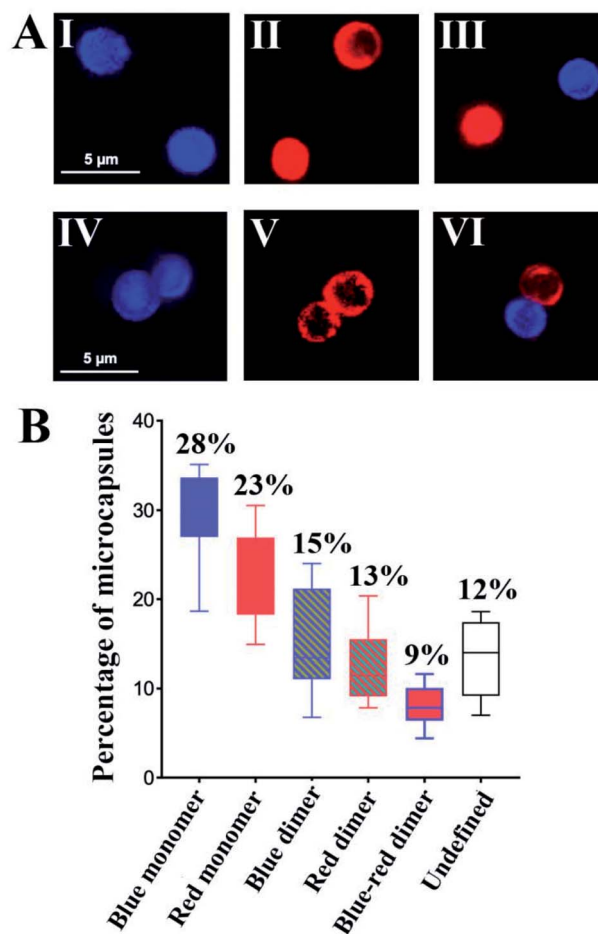 A
I
II
III
5 µm
IV
V
VI
5 µm
B
Percentage of microcapsules
40
30
20
10
0
28%
23%
15%
13%
9%
12%
Blue monomer
Red monomer
Blue dimer
Red dimer
Blue-red dimer
Undefined